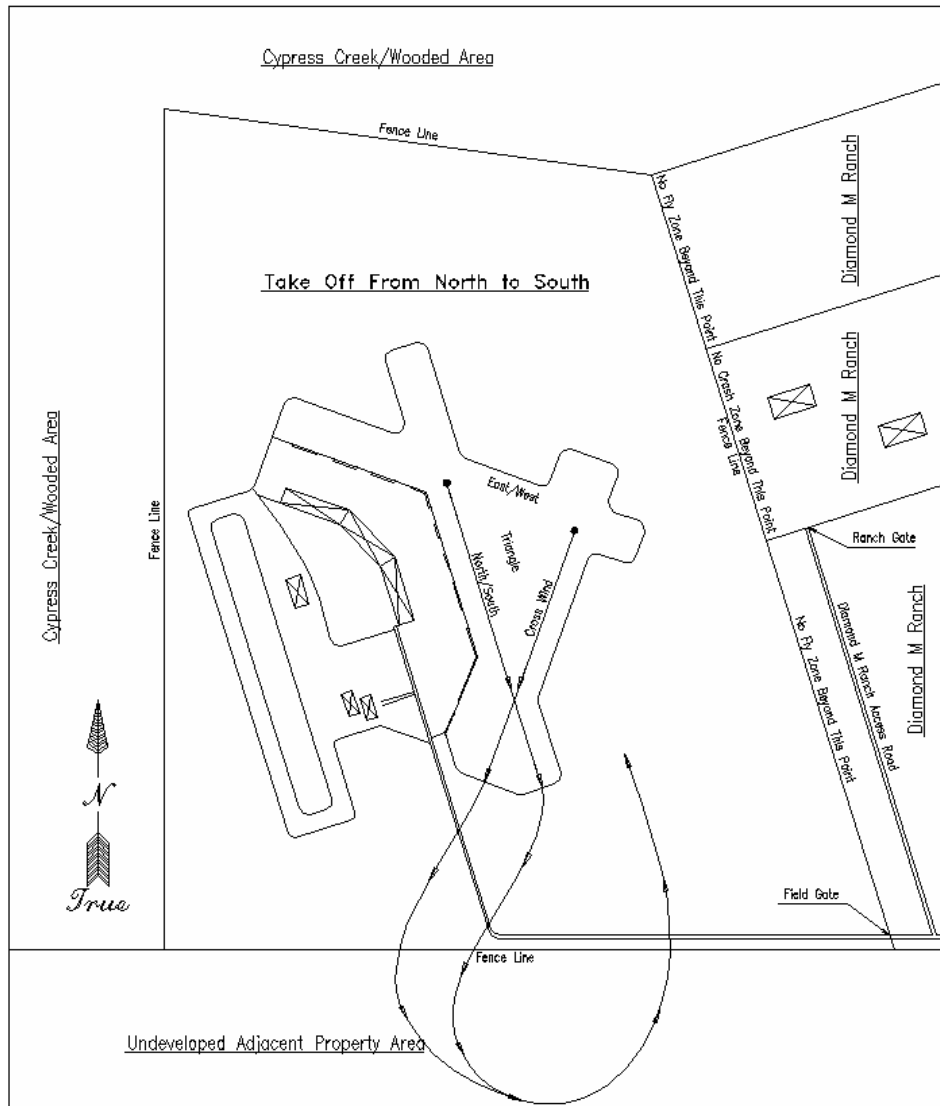 Cypress Creek/Wooded Area
Fence Line
No Fly Zone Beyond This Point
Diamond M Ranch
Take Off From North to South
No Crash Zone Beyond This Point
Fence Line
Diamond M Ranch
Cypress Creek/Wooded Area
Fence Line
East/West
Triangle
North/South
Cross Wind
Ranch Gate
Diamond M Ranch Access Road
Diamond M Ranch
No Fly Zone Beyond This Point
N
True
Field Gate
Fence Line
Undeveloped Adjacent Property Area